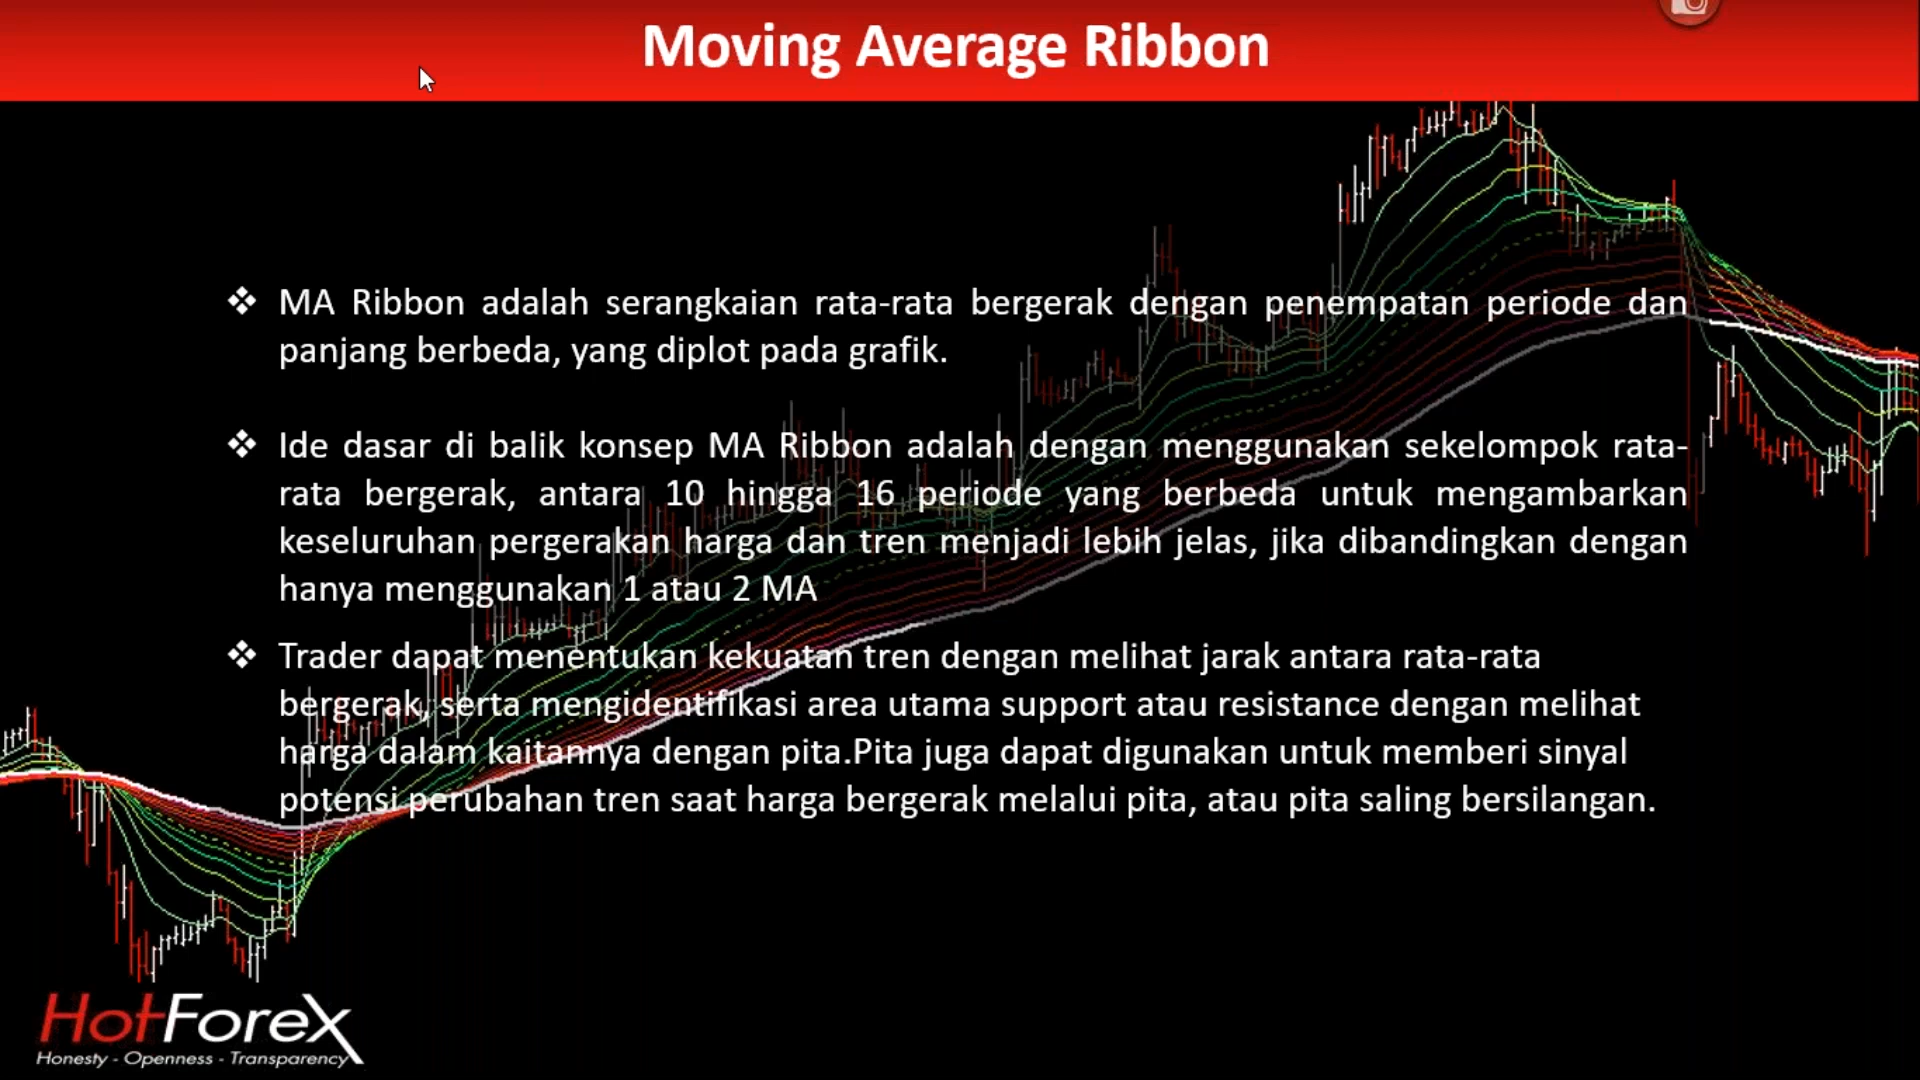 Moving Average Ribbon
❖ MA Ribbon adalah serangkaian rata-rata bergerak dengan penempatan periode dan
panjang berbeda, yang diplot pada grafik.
❖ Ide dasar di balik konsep MA Ribbon adalah dengan menggunakan sekelompok rata-
rata bergerak, antara 10 hingga 16 periode yang berbeda untuk mengambarkan
keseluruhan pergerakan harga dan tren menjadi lebih jelas, jika dibandingkan dengan
hanya menggunakan 1 atau 2 MA
❖ Trader dapat menentukan kekuatan tren dengan melihat jarak antara rata-rata
bergerak, serta mengidentifikasi area utama support atau resistance dengan melihat
harga dalam kaitannya dengan pita.Pita juga dapat digunakan untuk memberi sinyal
potensi perubahan tren saat harga bergerak melalui pita, atau pita saling bersilangan.
HotForex
Honesty - Openness - Transparency